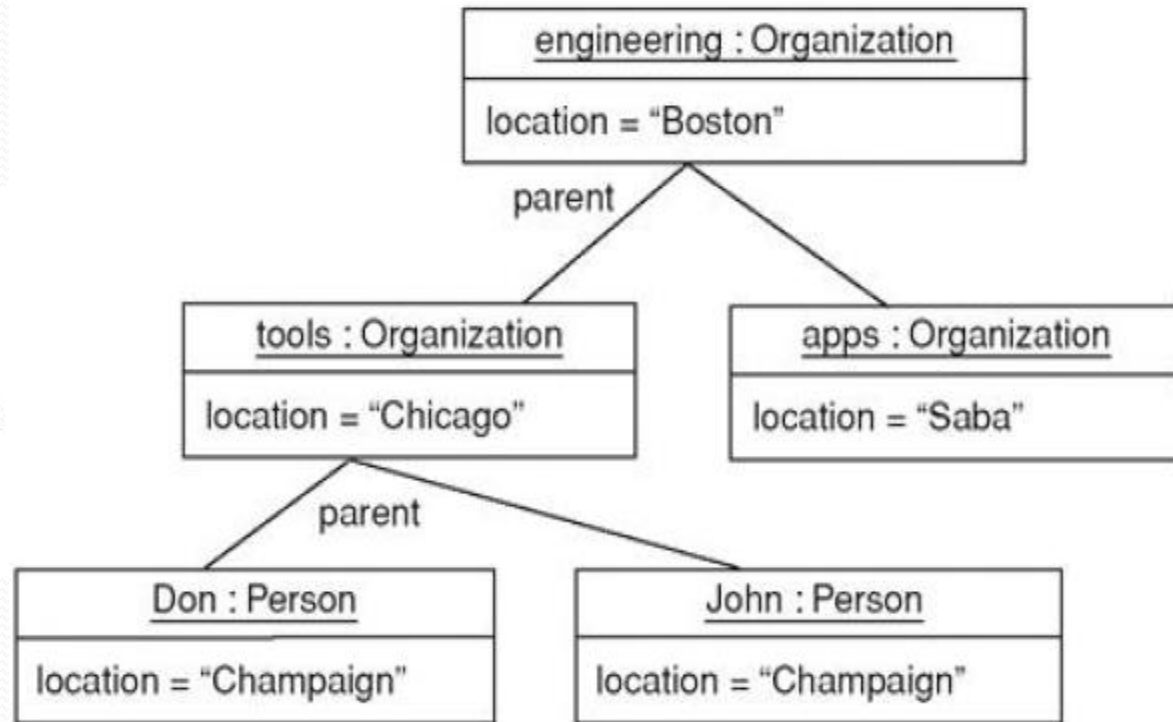 engineering : Organization
location = “Boston”
parent
tools : Organization
apps : Organization
location = “Chicago”
location = “Saba”
parent
Don : Person
John : Person
location = “Champaign”
location = “Champaign”